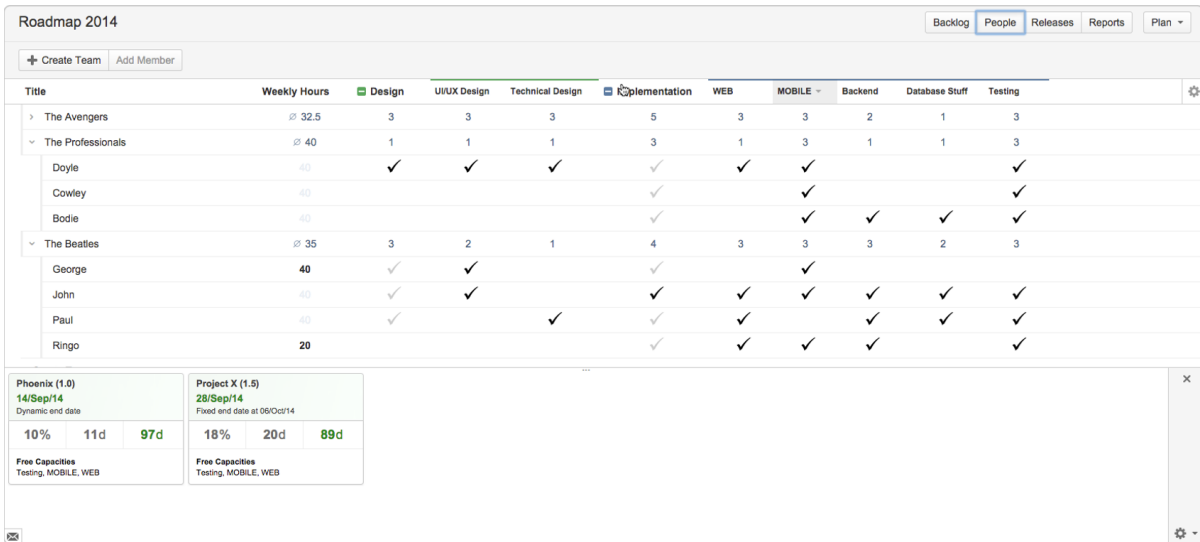 Roadmap 2014
Backlog People Releases Reports Plan
Create Team Add Member
Title Weekly Hours Design UI/UX Design Technical Design Implementation WEB MOBILE Backend Database Stuff Testing
The Avengers ∅ 32.5 3 3 3 5 3 3 2 1 3
The Professionals ∅ 40 1 1 1 3 1 3 1 1 3
Doyle 40
Cowley 40
Bodie 40
The Beatles ∅ 35 3 2 1 4 3 3 3 2 3
George 40
John 40
Paul 40
Ringo 20
Phoenix (1.0)
14/Sep/14
Dynamic end date
10% 11d 97d
Free Capacities
Testing, MOBILE, WEB
Project X (1.5)
28/Sep/14
Fixed end date at 06/Oct/14
18% 20d 89d
Free Capacities
Testing, MOBILE, WEB